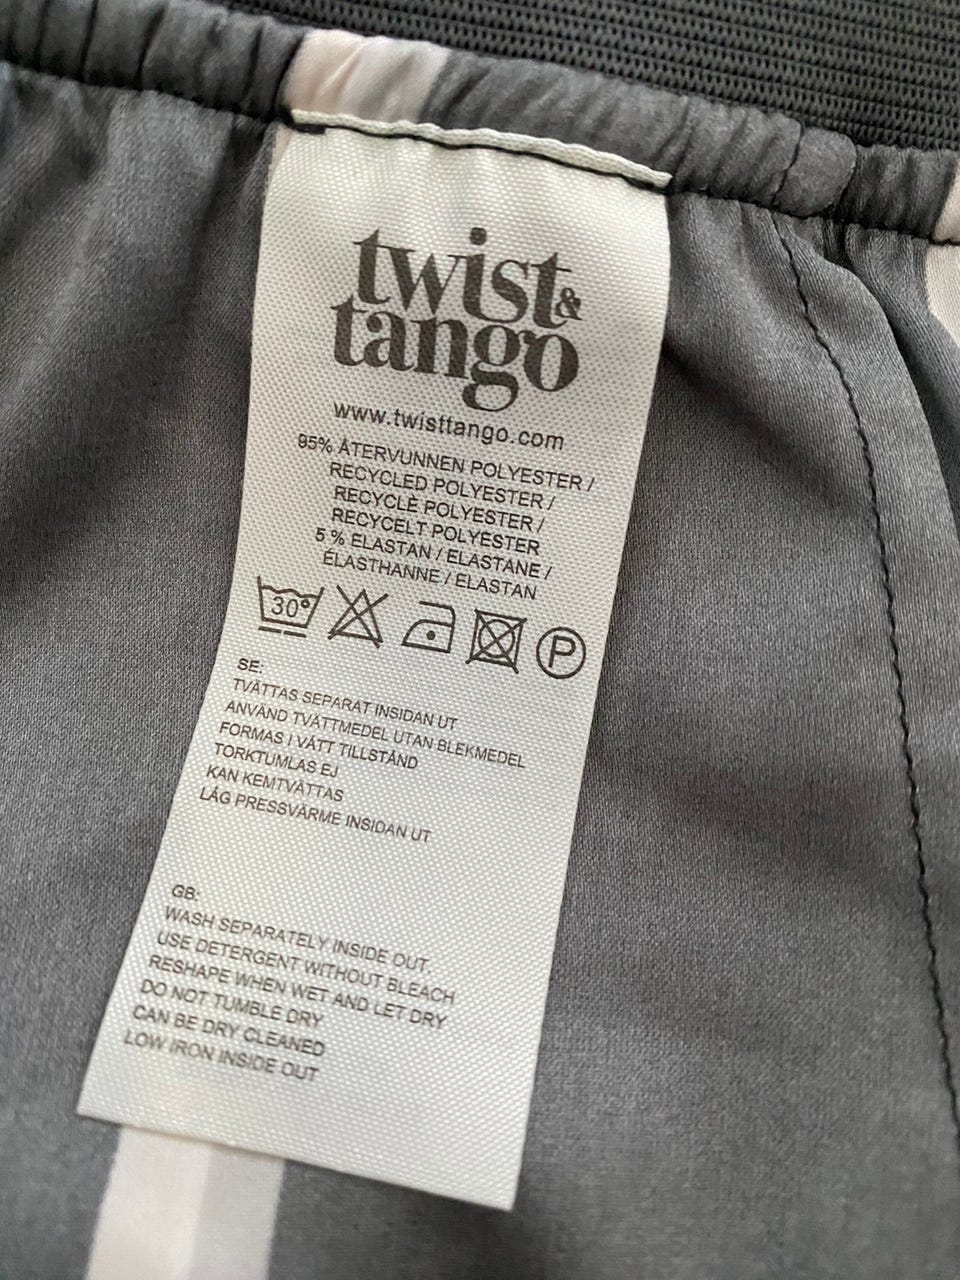 twist &
tango
www.twisttango.com
95% ÅTERVUNNEN POLYESTER /
RECYCLED POLYESTER /
RECYCLÈ POLYESTER /
RECYCELT POLYESTER
5 % ELASTAN / ELASTANE /
ÉLASTHANNE / ELASTAN
30° P
SE:
TVÄTTAS SEPARAT INSIDAN UT
ANVÄND TVÄTTMEDEL UTAN BLEKMEDEL
FORMAS I VÅTT TILLSTÅND
TORKTUMLAS EJ
KAN KEMTVÄTTAS
LÅG PRESSVÄRME INSIDAN UT
GB:
WASH SEPARATELY INSIDE OUT,
USE DETERGENT WITHOUT BLEACH
RESHAPE WHEN WET AND LET DRY
DO NOT TUMBLE DRY
CAN BE DRY CLEANED
LOW IRON INSIDE OUT